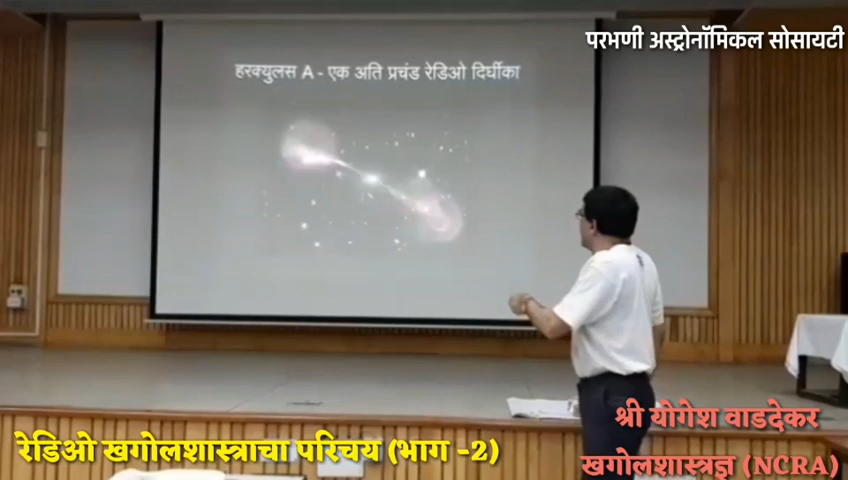 परभणी अस्ट्रोनॉमिकल सोसायटी
हरक्युलस A - एक अति प्रचंड रेडिओ दिर्घीका
रेडिओ खगोलशास्त्राचा परिचय (भाग -2)
श्री योगेश वाडदेकर
खगोलशास्त्रज्ञ (NCRA)